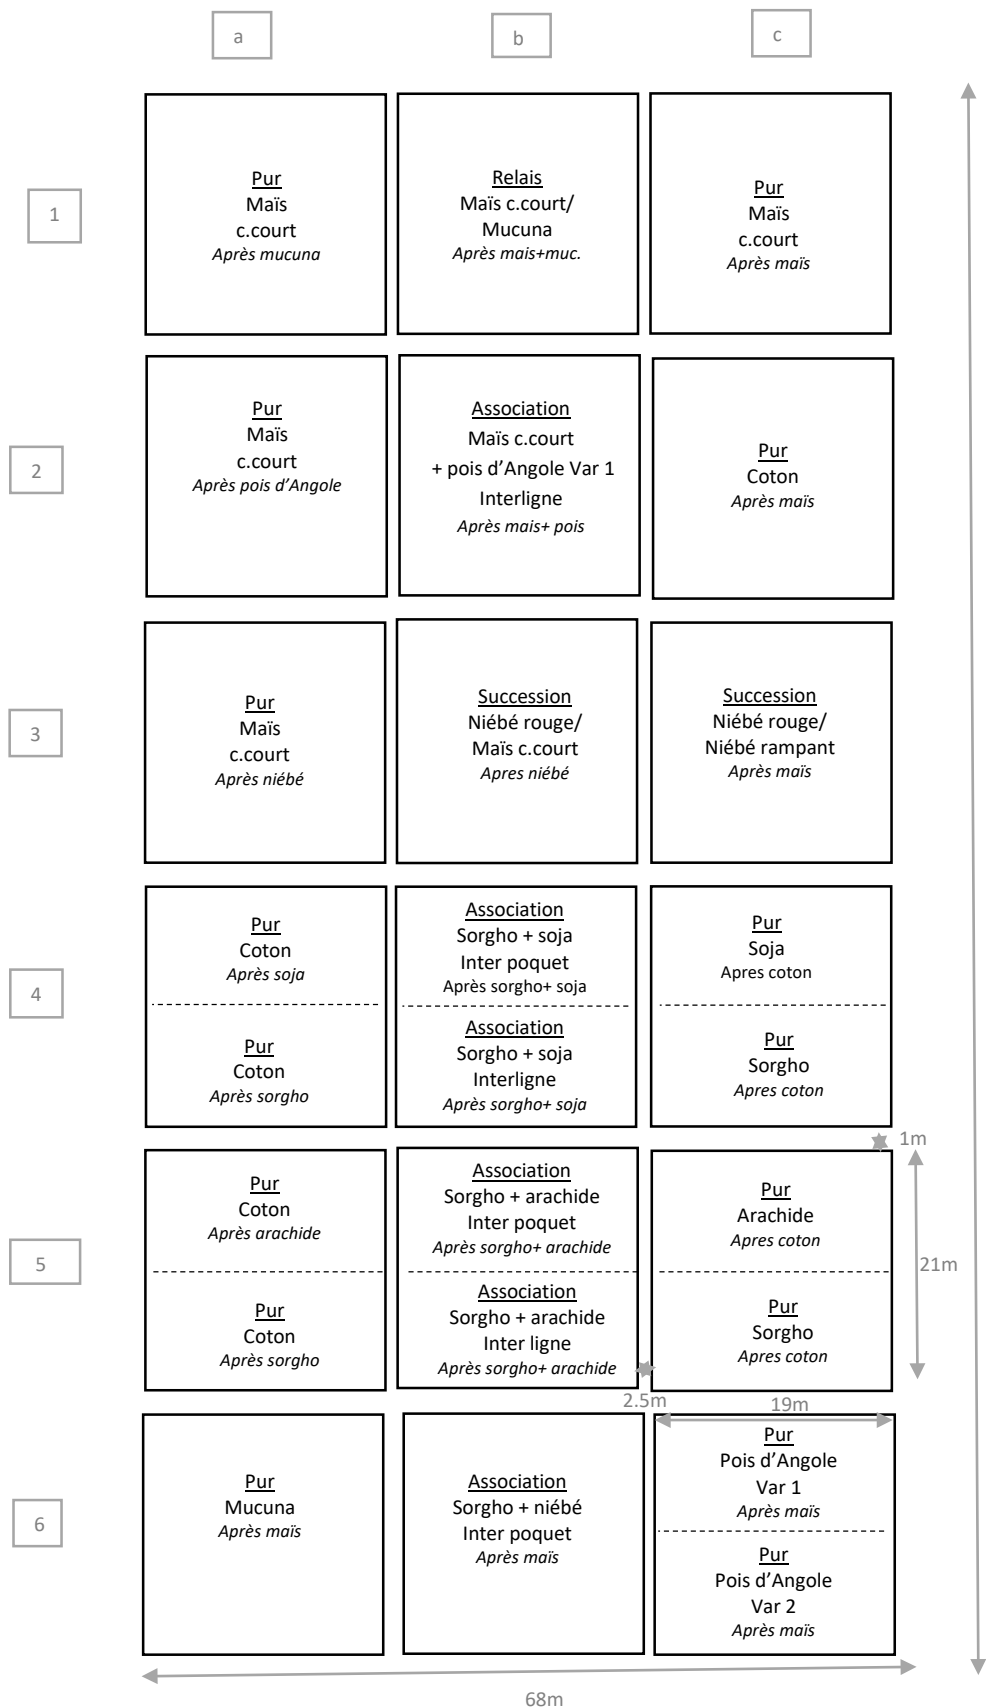 a
b
c
1
Pur
Maïs
c.court
Après mucuna
Relais
Maïs c.court/
Mucuna
Après mais+muc.
Pur
Maïs
c.court
Après maïs
2
Pur
Maïs
c.court
Après pois d’Angole
Association
Maïs c.court
+ pois d’Angole Var 1
Interligne
Après mais+ pois
Pur
Coton
Après maïs
3
Pur
Maïs
c.court
Après niébé
Succession
Niébé rouge/
Maïs c.court
Apres niébé
Succession
Niébé rouge/
Niébé rampant
Après maïs
4
Pur
Coton
Après soja
Pur
Coton
Après sorgho
Association
Sorgho + soja
Inter poquet
Après sorgho+ soja
Association
Sorgho + soja
Interligne
Après sorgho+ soja
Pur
Soja
Apres coton
Pur
Sorgho
Apres coton
1m
5
Pur
Coton
Après arachide
Pur
Coton
Après sorgho
Association
Sorgho + arachide
Inter poquet
Après sorgho+ arachide
Association
Sorgho + arachide
Inter ligne
Après sorgho+ arachide
Pur
Arachide
Apres coton
Pur
Sorgho
Apres coton
21m
2.5m
19m
6
Pur
Mucuna
Après maïs
Association
Sorgho + niébé
Inter poquet
Après maïs
Pur
Pois d’Angole
Var 1
Après maïs
Pur
Pois d’Angole
Var 2
Après maïs
68m